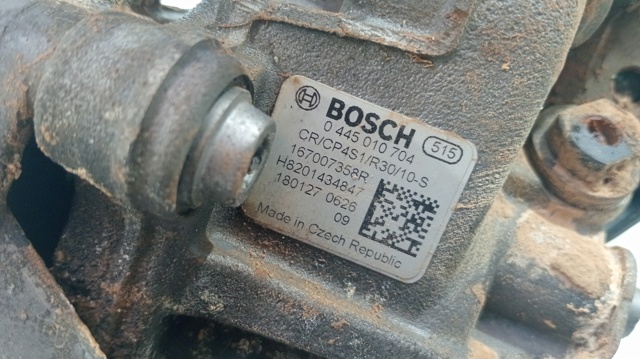 BOSCH
0 445 010 704
515
CR/CP4S1/R30/10-S
167007358R
H8201434847
180127 0626
09
Made in Czech Republic